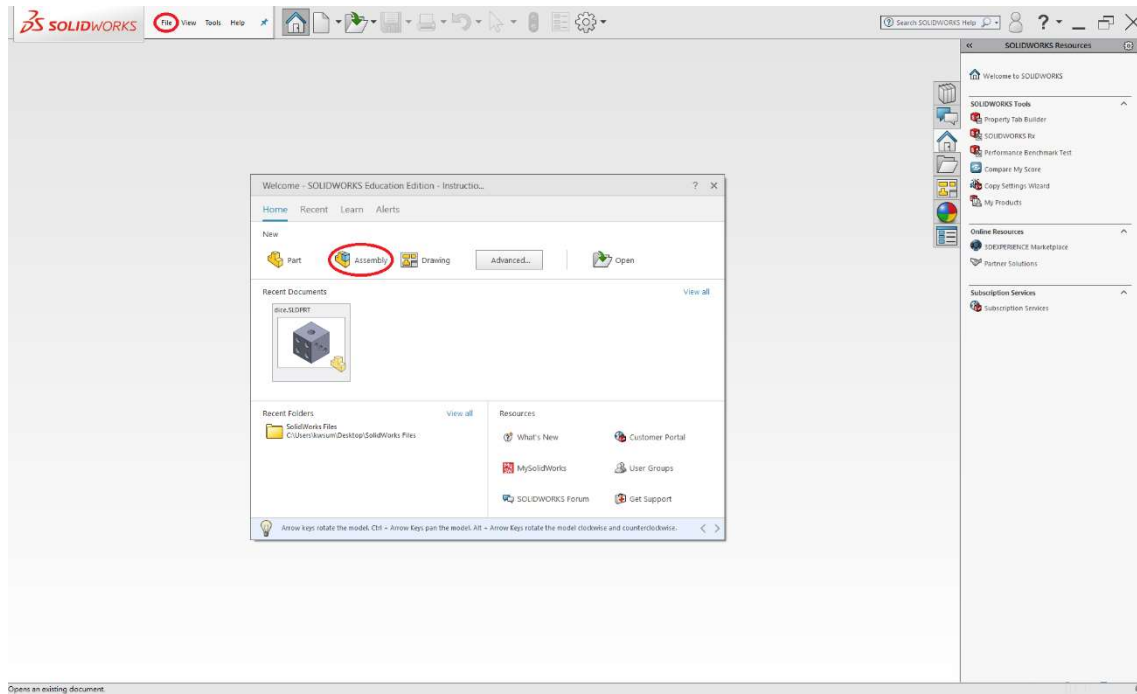 SOLIDWORKS File View Tools Help
Search SOLIDWORKS Help
SOLIDWORKS Resources
Welcome to SOLIDWORKS
SOLIDWORKS Tools
Property Tab Builder
SOLIDWORKS Rx
Performance Benchmark Test
Compare My Score
Copy Settings Wizard
My Products
Online Resources
3DEXPERIENCE Marketplace
Partner Solutions
Subscription Services
Subscription Services
Welcome - SOLIDWORKS Education Edition - Instructio...
Home Recent Learn Alerts
New
Part Assembly Drawing Advanced... Open
Recent Documents View all
dice.SLDPRT
Recent Folders View all
SolidWorks Files
Resources
What's New Customer Portal
MySolidWorks User Groups
SOLIDWORKS Forum Get Support
Arrow keys rotate the model. Ctrl + Arrow Keys pan the model. Alt + Arrow Keys rotate the model clockwise and counterclockwise.
Opens an existing document.